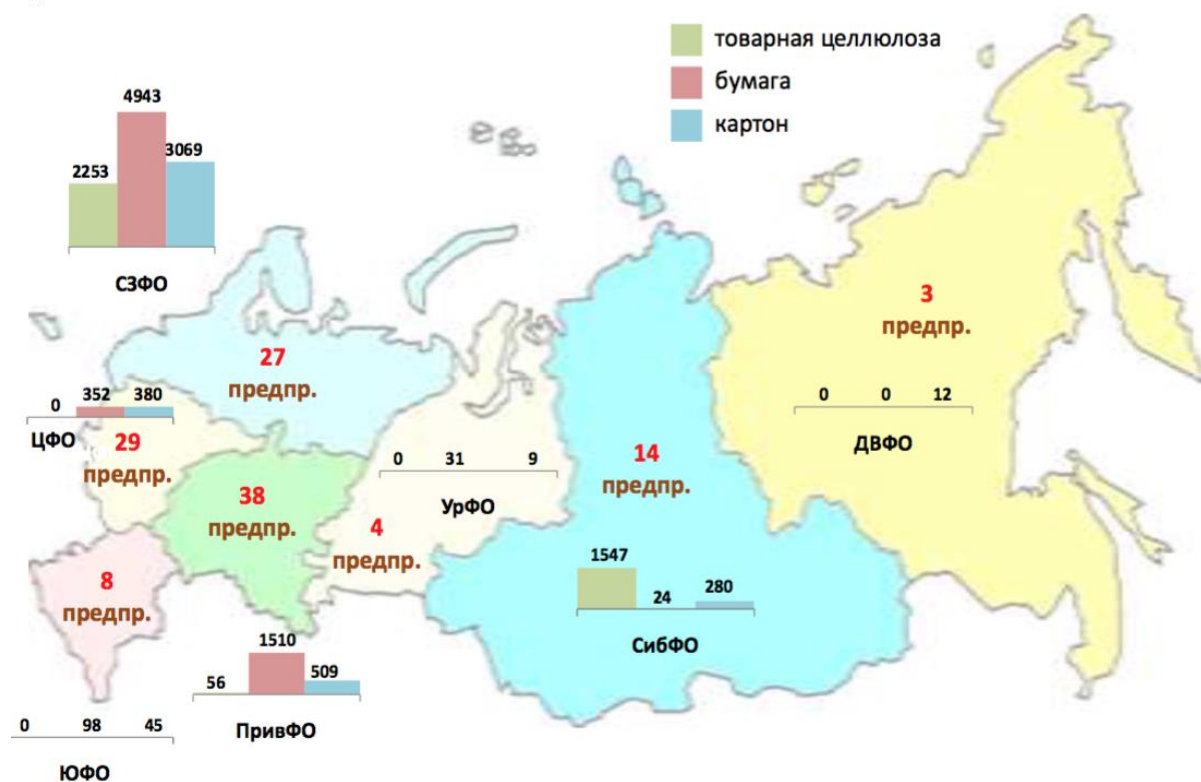 товарная целлюлоза
бумага
картон
4943
3069
2253
СЗФО
3
предпр.
27
предпр.
0 352 380
ЦФО
29
предпр.
0 0 12
ДВФО
0 31 9
УрФО
14
предпр.
38
предпр.
4
предпр.
8
предпр.
1547
24
280
СибФО
1510
509
56
ПривФО
0 98 45
ЮФО